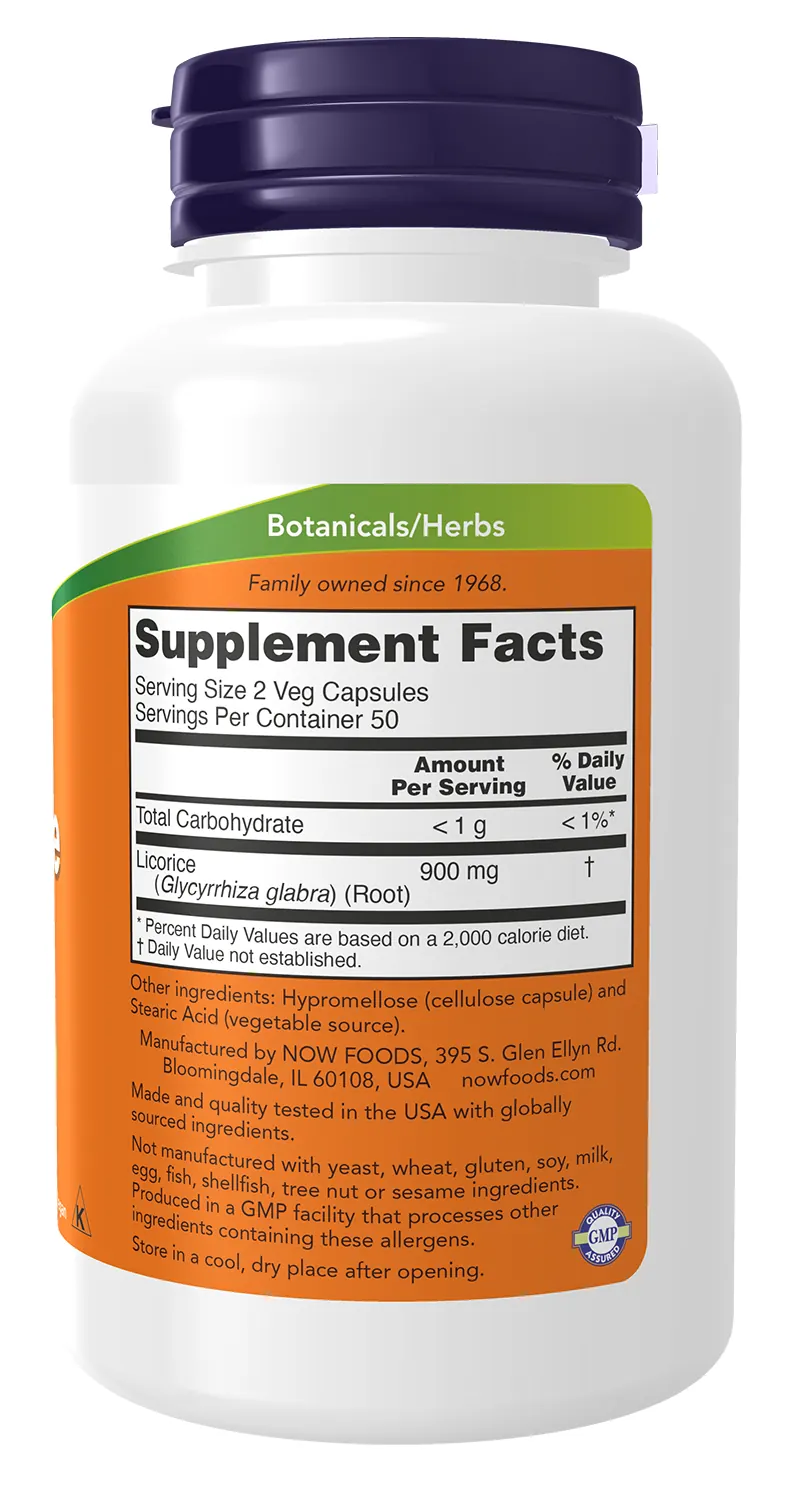 Botanicals/Herbs
Family owned since 1968.
Supplement Facts
Serving Size 2 Veg Capsules
Servings Per Container 50
Amount Per Serving
% Daily Value
Total Carbohydrate < 1 g < 1%*
Licorice 900 mg †
(Glycyrrhiza glabra) (Root)
* Percent Daily Values are based on a 2,000 calorie diet.
† Daily Value not established.
Other ingredients: Hypromellose (cellulose capsule) and
Stearic Acid (vegetable source).
Manufactured by NOW FOODS, 395 S. Glen Ellyn Rd.
Bloomingdale, IL 60108, USA nowfoods.com
Made and quality tested in the USA with globally
sourced ingredients.
Not manufactured with yeast, wheat, gluten, soy, milk,
egg, fish, shellfish, tree nut or sesame ingredients.
Produced in a GMP facility that processes other
ingredients containing these allergens.
Store in a cool, dry place after opening.
QUALITY
GMP
ASSURED
K